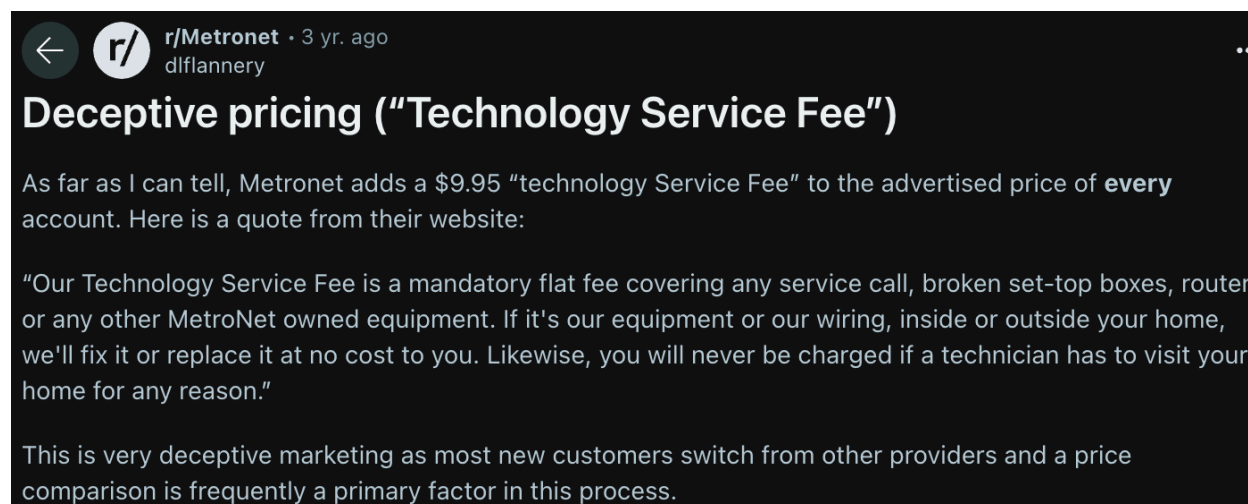 r/Metronet • 3 yr. ago
r/
dlflannery
Deceptive pricing (“Technology Service Fee”)
As far as I can tell, Metronet adds a $9.95 “technology Service Fee” to the advertised price of every
account. Here is a quote from their website:
“Our Technology Service Fee is a mandatory flat fee covering any service call, broken set-top boxes, router
or any other MetroNet owned equipment. If it's our equipment or our wiring, inside or outside your home,
we'll fix it or replace it at no cost to you. Likewise, you will never be charged if a technician has to visit your
home for any reason.”
This is very deceptive marketing as most new customers switch from other providers and a price
comparison is frequently a primary factor in this process.